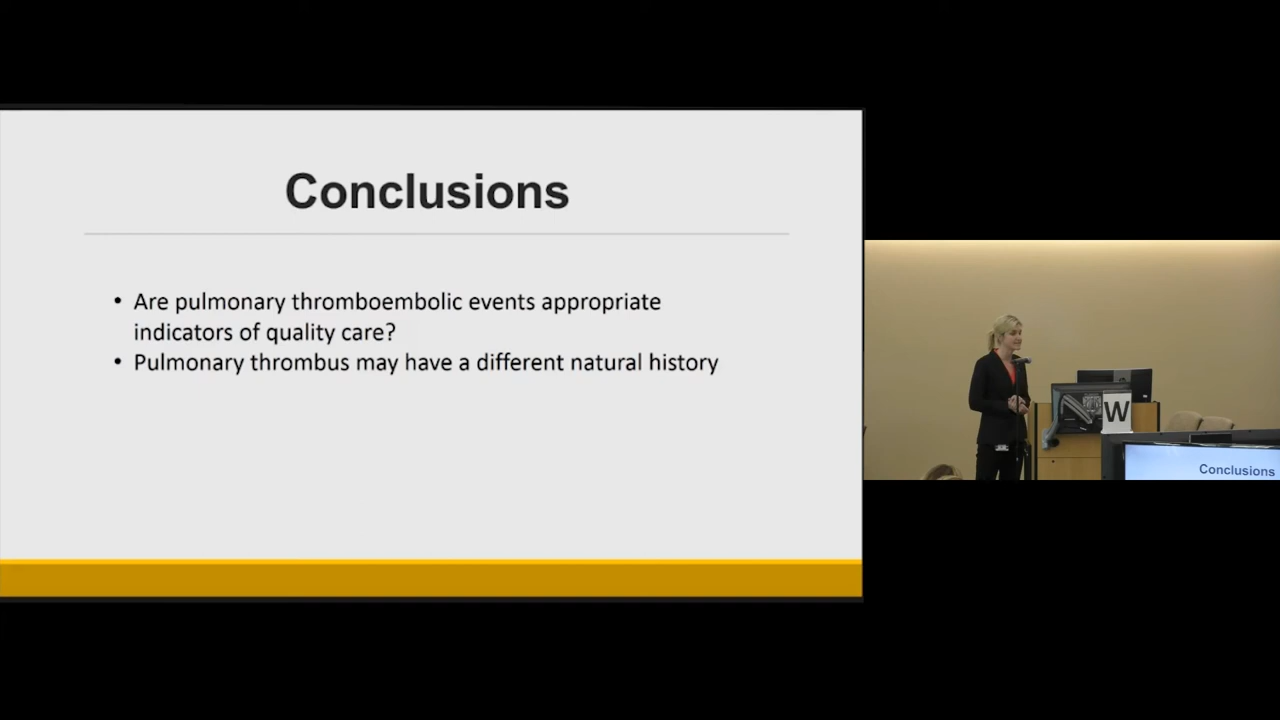 Conclusions
• Are pulmonary thromboembolic events appropriate
indicators of quality care?
• Pulmonary thrombus may have a different natural history
W
Conclusions